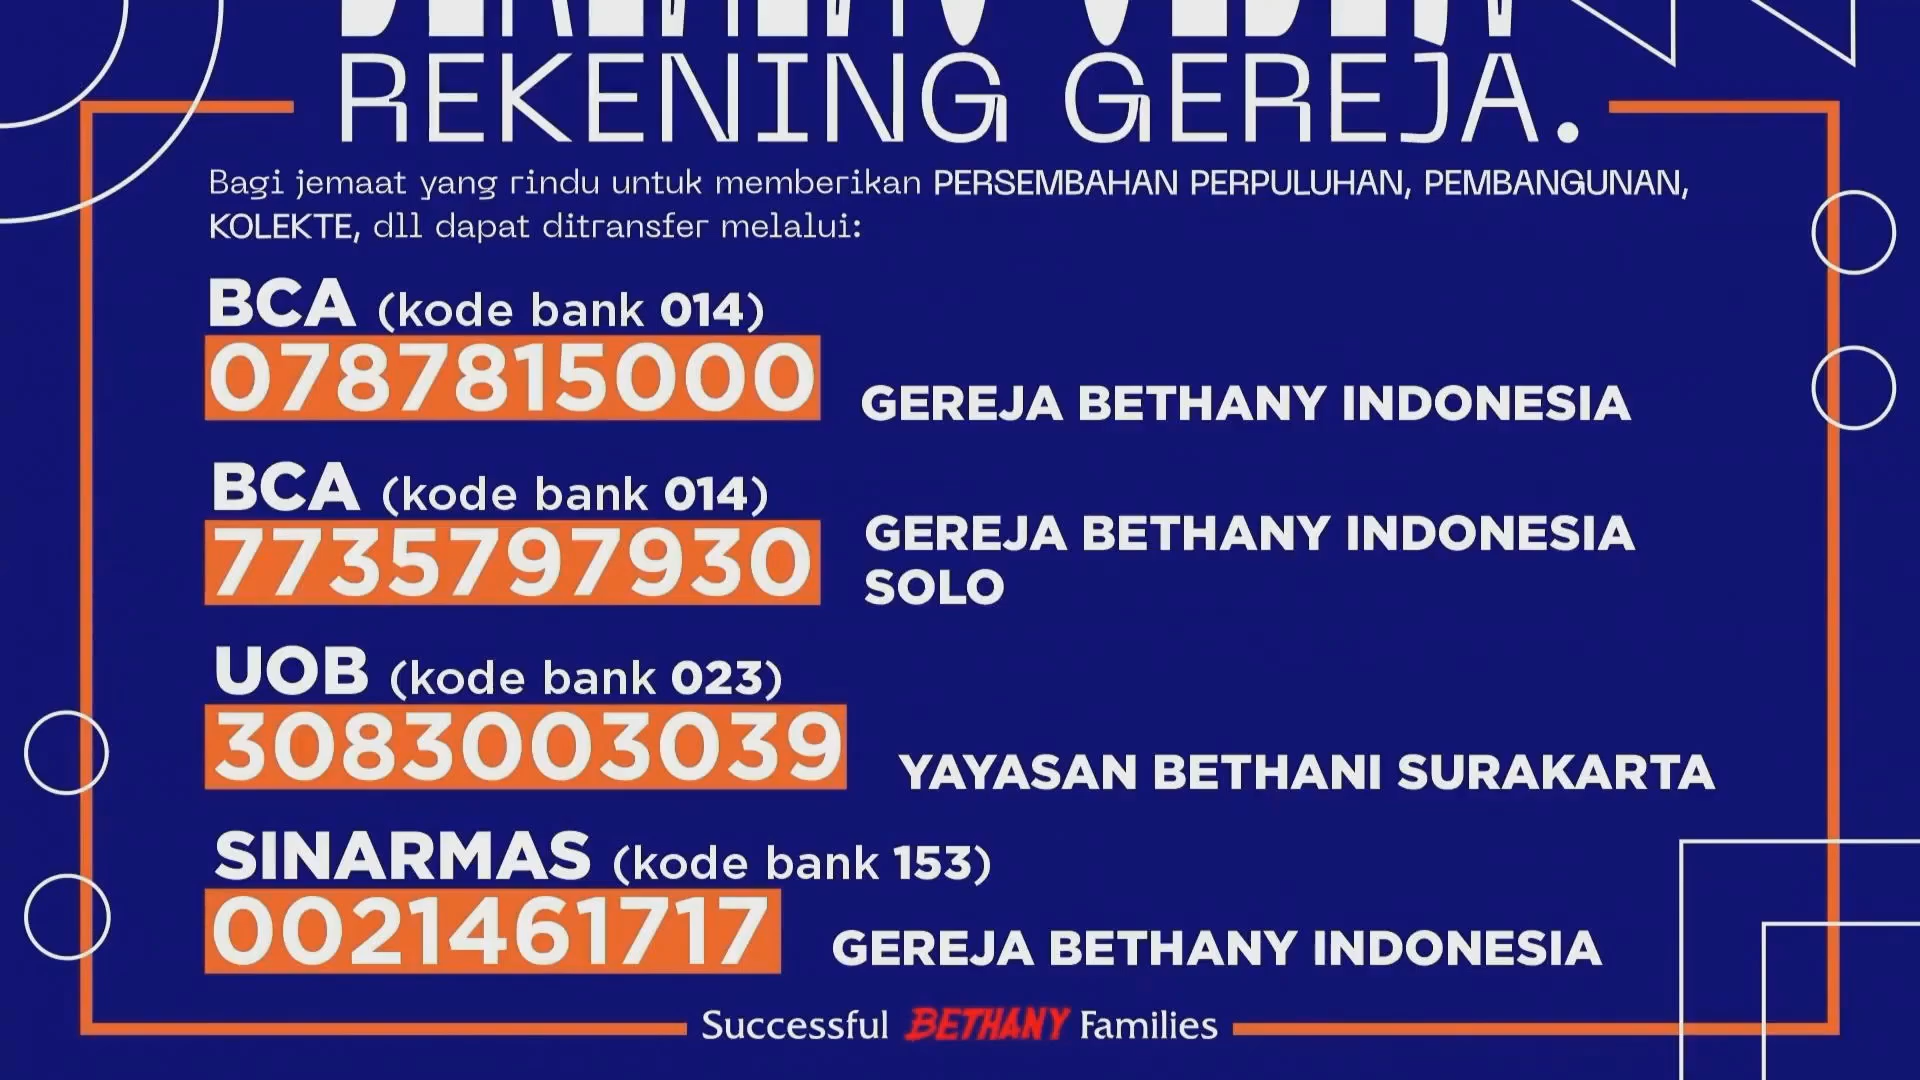 REKENING GEREJA.
Bagi jemaat yang rindu untuk memberikan PERSEMBAHAN PERPULUHAN, PEMBANGUNAN,
KOLEKTE, dll dapat ditransfer melalui:
BCA (kode bank 014)
0787815000 GEREJA BETHANY INDONESIA
BCA (kode bank 014)
7735797930 GEREJA BETHANY INDONESIA
SOLO
UOB (kode bank 023)
3083003039 YAYASAN BETHANI SURAKARTA
SINARMAS (kode bank 153)
0021461717 GEREJA BETHANY INDONESIA
Successful BETHANY Families